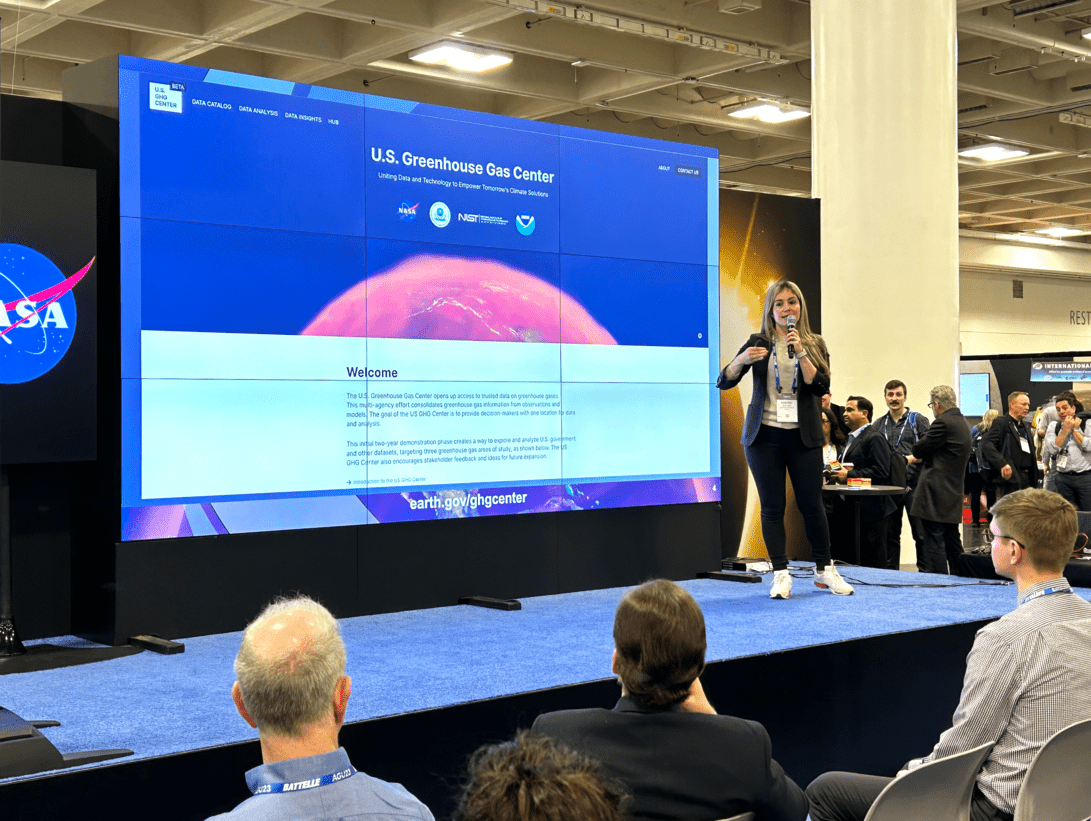 U.S.
GHG
CENTER
BETA
DATA CATALOG DATA ANALYSIS DATA INSIGHTS HUB
ABOUT CONTACT US
U.S. Greenhouse Gas Center
Uniting Data and Technology to Empower Tomorrow's Climate Solutions
NASA
NIST
ASA
Welcome
The U.S. Greenhouse Gas Center opens up access to trusted data on greenhouse gases.
This multi-agency effort consolidates greenhouse gas information from observations and
models. The goal of the US GHG Center is to provide decision-makers with one location for data
and analysis.
This initial two-year demonstration phase creates a way to explore and analyze U.S. government
and other datasets, targeting three greenhouse gas areas of study, as shown below. The US
GHG Center also encourages stakeholder feedback and ideas for future expansion.
→ Introduction to the US GHG Center
earth.gov/ghgcenter
4
REST
INTERNATIONA
AGU23 BATTELLE AGU23